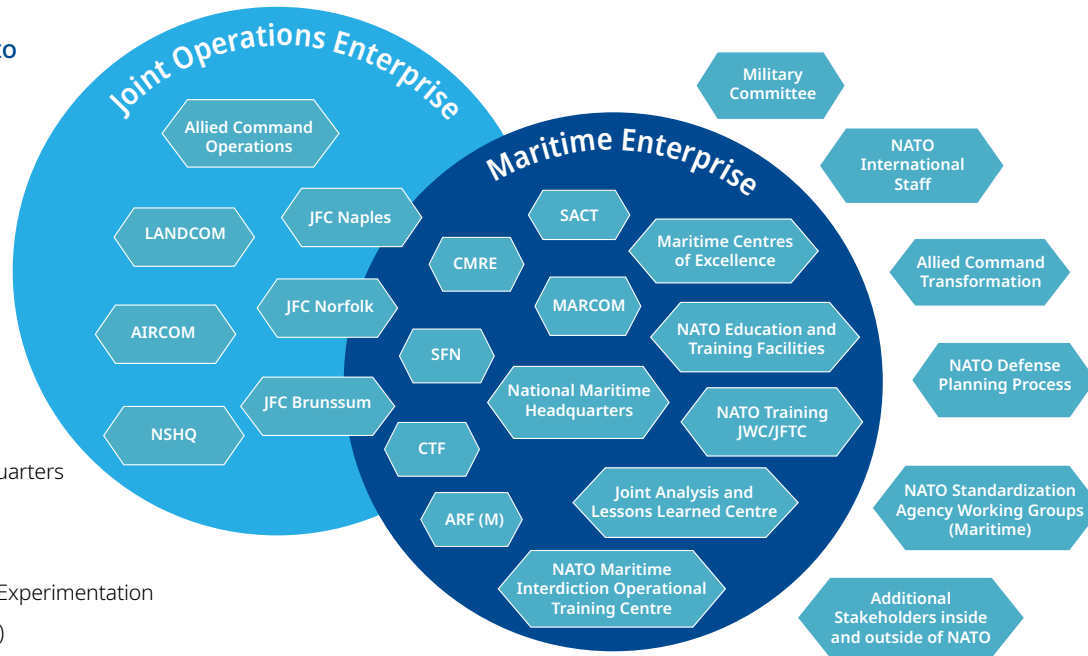 to
Joint Operations Enterprise
Allied Command
Operations
LANDCOM
JFC Naples
AIRCOM
JFC Norfolk
NSHQ
JFC Brunssum
Maritime Enterprise
SACT
CMRE
Maritime Centres
of Excellence
MARCOM
SFN
NATO Education and
Training Facilities
National Maritime
Headquarters
NATO Training
JWC/JFTC
CTF
Joint Analysis and
Lessons Learned Centre
ARF (M)
NATO Maritime
Interdiction Operational
Training Centre
Military
Committee
NATO
International
Staff
Allied Command
Transformation
NATO Defense
Planning Process
NATO Standardization
Agency Working Groups
(Maritime)
Additional
Stakeholders inside
and outside of NATO
uarters
Experimentation
)